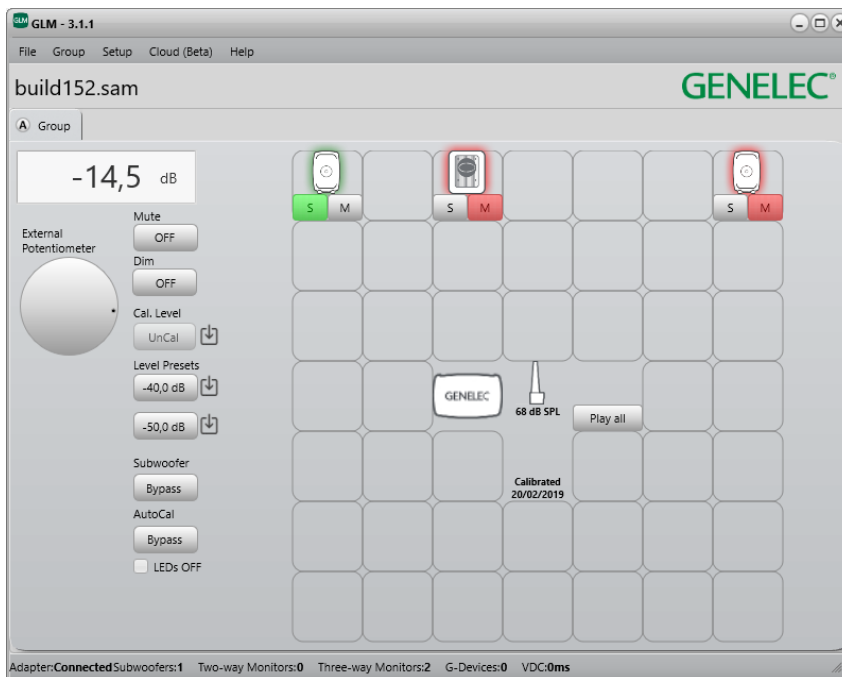 GLM GLM - 3.1.1
File Group Setup Cloud (Beta) Help
build152.sam
GENELEC®
A Group
-14,5 dB
S M
S M
S M
External
Potentiometer
Mute
OFF
Dim
OFF
Cal. Level
UnCal
Level Presets
-40,0 dB
-50,0 dB
GENELEC
68 dB SPL
Play all
Subwoofer
Bypass
Calibrated
20/02/2019
AutoCal
Bypass
LEDs OFF
Adapter:Connected Subwoofers:1 Two-way Monitors:0 Three-way Monitors:2 G-Devices:0 VDC:0ms